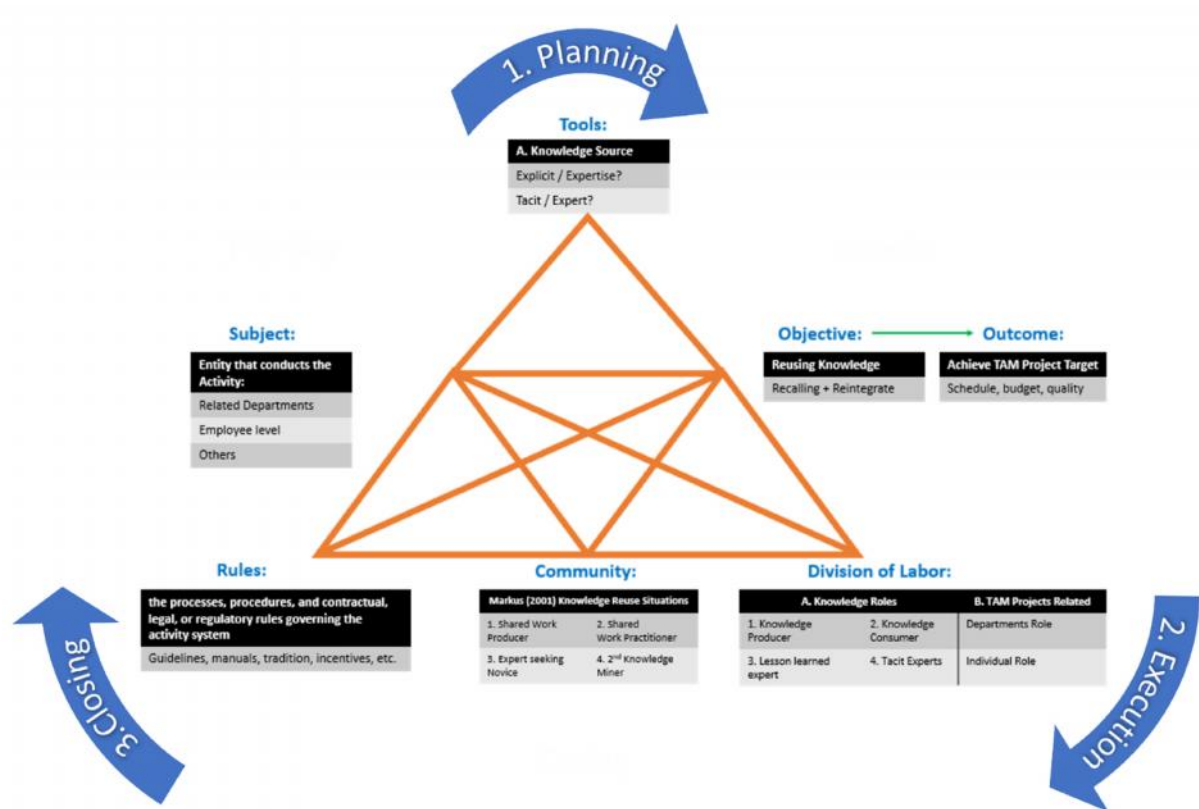 1. Planning
Tools:
A. Knowledge Source
Explicit / Expertise?
Tacit / Expert?
Subject:
Entity that conducts the
Activity:
Related Departments
Employee level
Others
Objective:
Outcome:
Reusing Knowledge
Recalling + Reintegrate
Achieve TAM Project Target
Schedule, budget, quality
Rules:
the processes, procedures, and contractual,
legal, or regulatory rules governing the
activity system
Guidelines, manuals, tradition, incentives, etc.
Community:
Markus (2001) Knowledge Reuse Situations
1. Shared Work
Producer
2. Shared
Work Practitioner
3. Expert seeking
Novice
4. 2nd Knowledge
Miner
Division of Labor:
A. Knowledge Roles
B. TAM Projects Related
1. Knowledge
Producer
2. Knowledge
Consumer
Departments Role
3. Lesson learned
expert
4. Tacit Experts
Individual Role
2. Execution
3.Closing